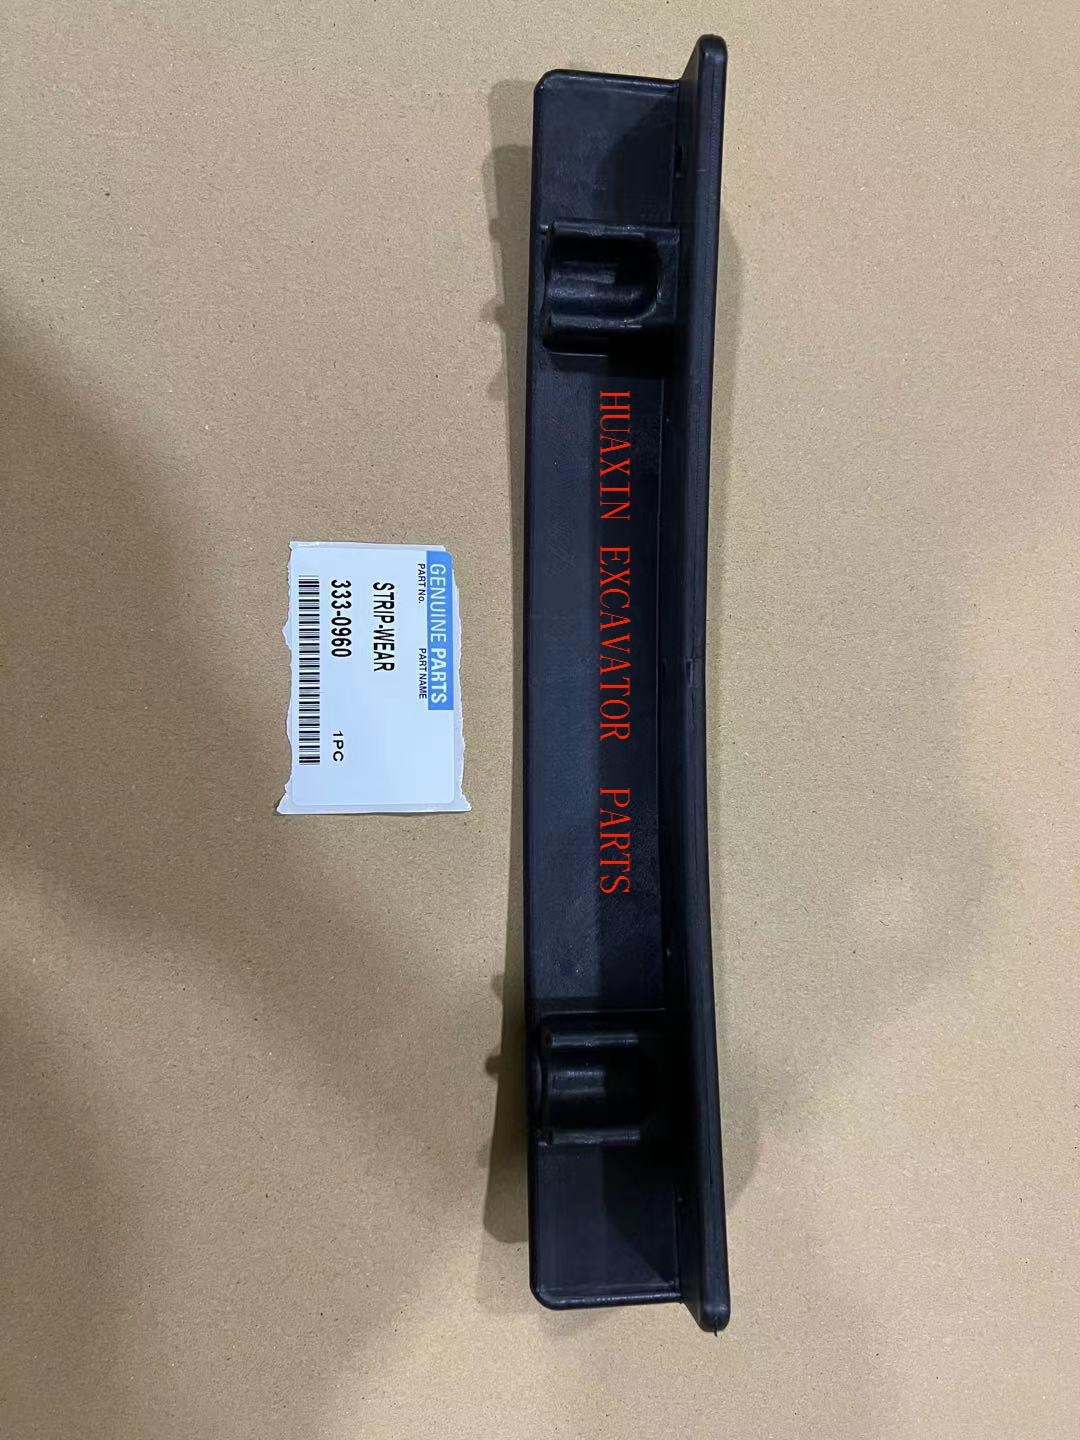 GENUINE PARTS
PART No. PART NAME
STRIP-WEAR
333-0960 1PC
HUAXIN EXCAVATOR PARTS